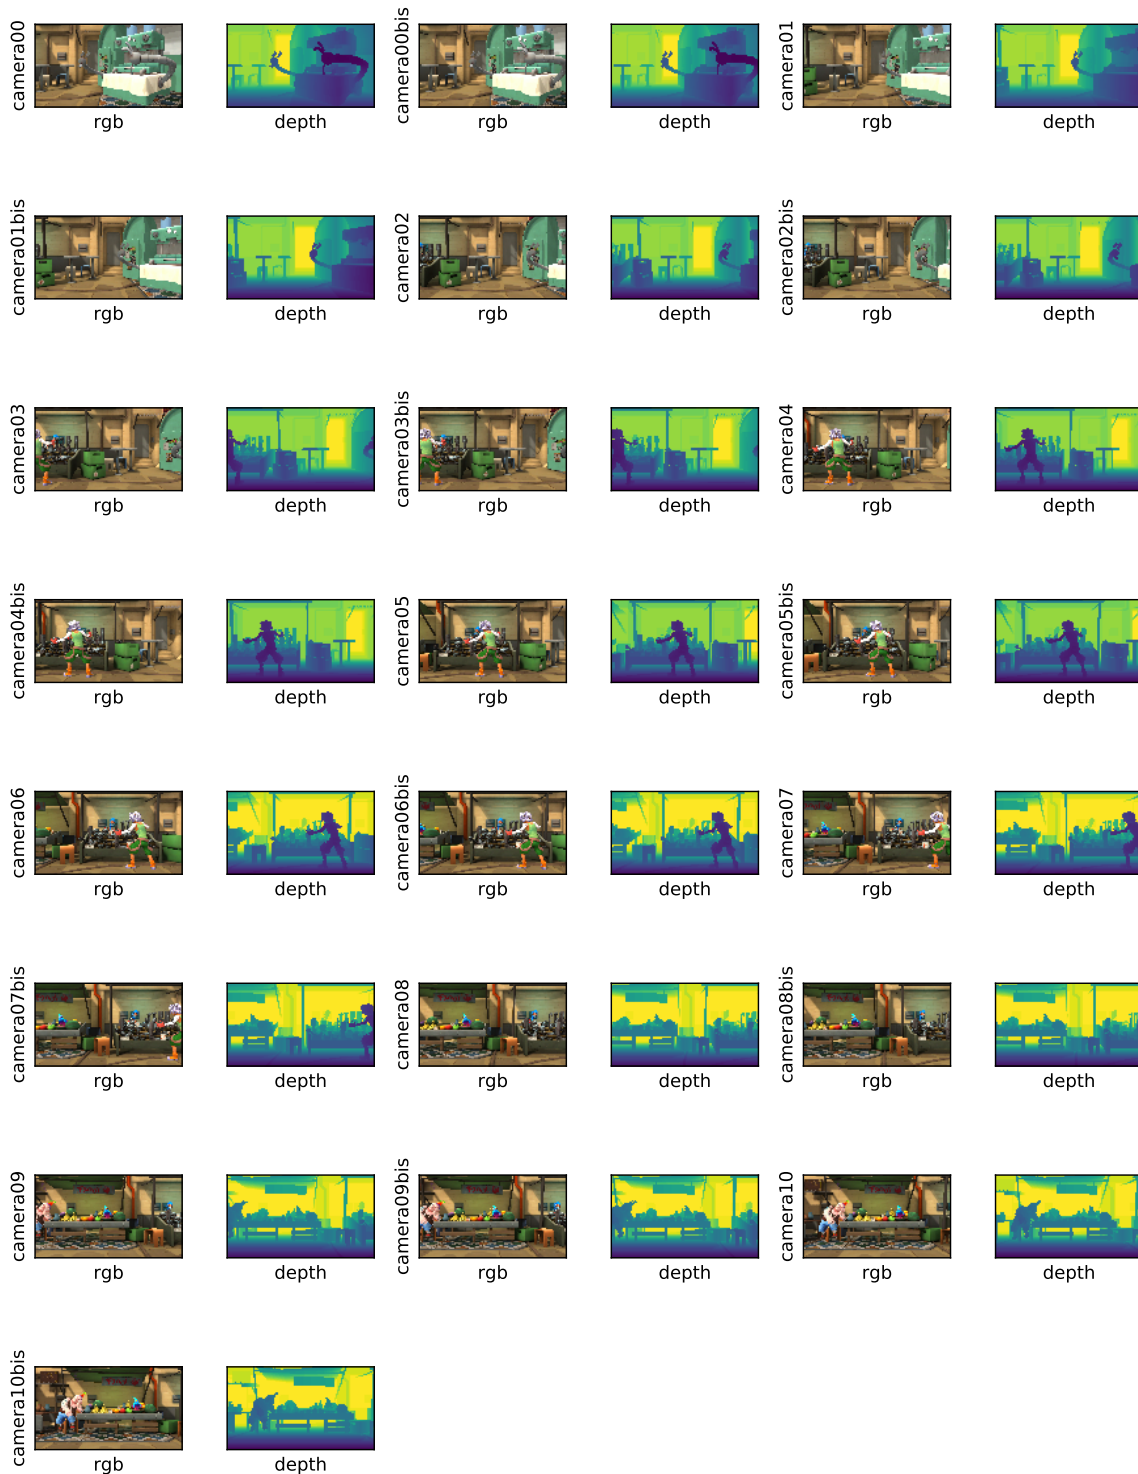 camera00 rgb depth camera00bis rgb depth camera01 rgb depth
camera01bis rgb depth camera02 rgb depth camera02bis rgb depth
camera03 rgb depth camera03bis rgb depth camera04 rgb depth
camera04bis rgb depth camera05 rgb depth camera05bis rgb depth
camera06 rgb depth camera06bis rgb depth camera07 rgb depth
camera07bis rgb depth camera08 rgb depth camera08bis rgb depth
camera09 rgb depth camera09bis rgb depth camera10 rgb depth
camera10bis rgb depth